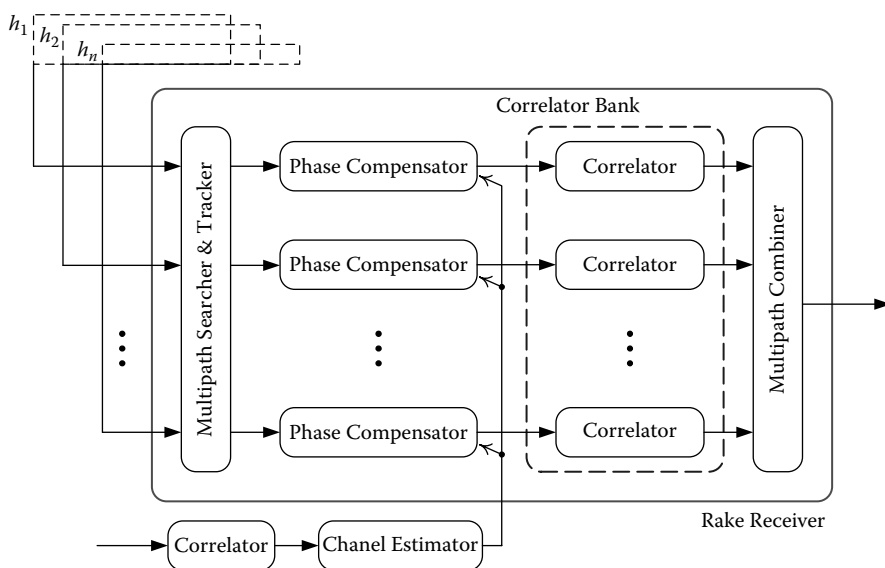 h1
h2
hn
Correlator Bank
Multipath Searcher & Tracker
Phase Compensator
Correlator
Phase Compensator
Correlator
Phase Compensator
Correlator
Multipath Combiner
Rake Receiver
Correlator
Chanel Estimator